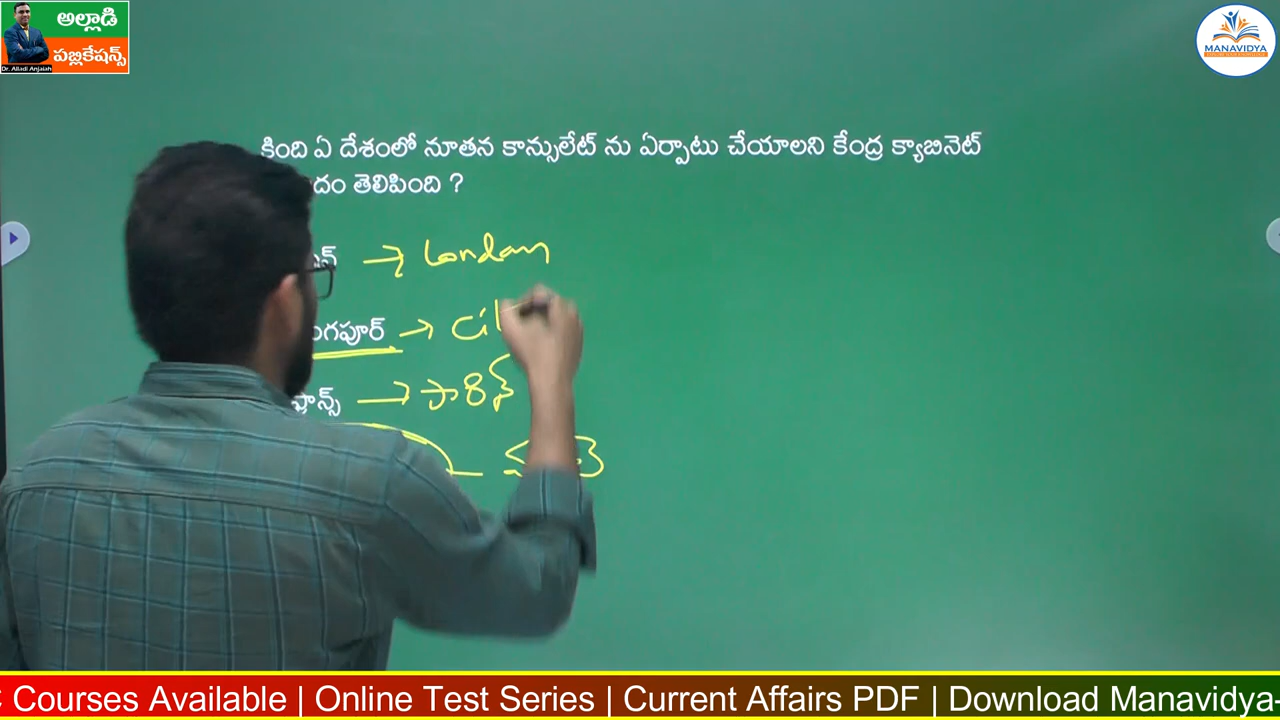 అల్లాడి
పబ్లికేషన్స్
Dr. Alladi Anjaiah
MANAVIDYA
కింది ఏ దేశంలో నూతన కాన్సులేట్ ను ఏర్పాటు చేయాలని కేంద్ర క్యాబినెట్
తెలిపింది ?
→ London
→
→ పారిస్
Courses Available | Online Test Series | Current Affairs PDF | Download Manavidya